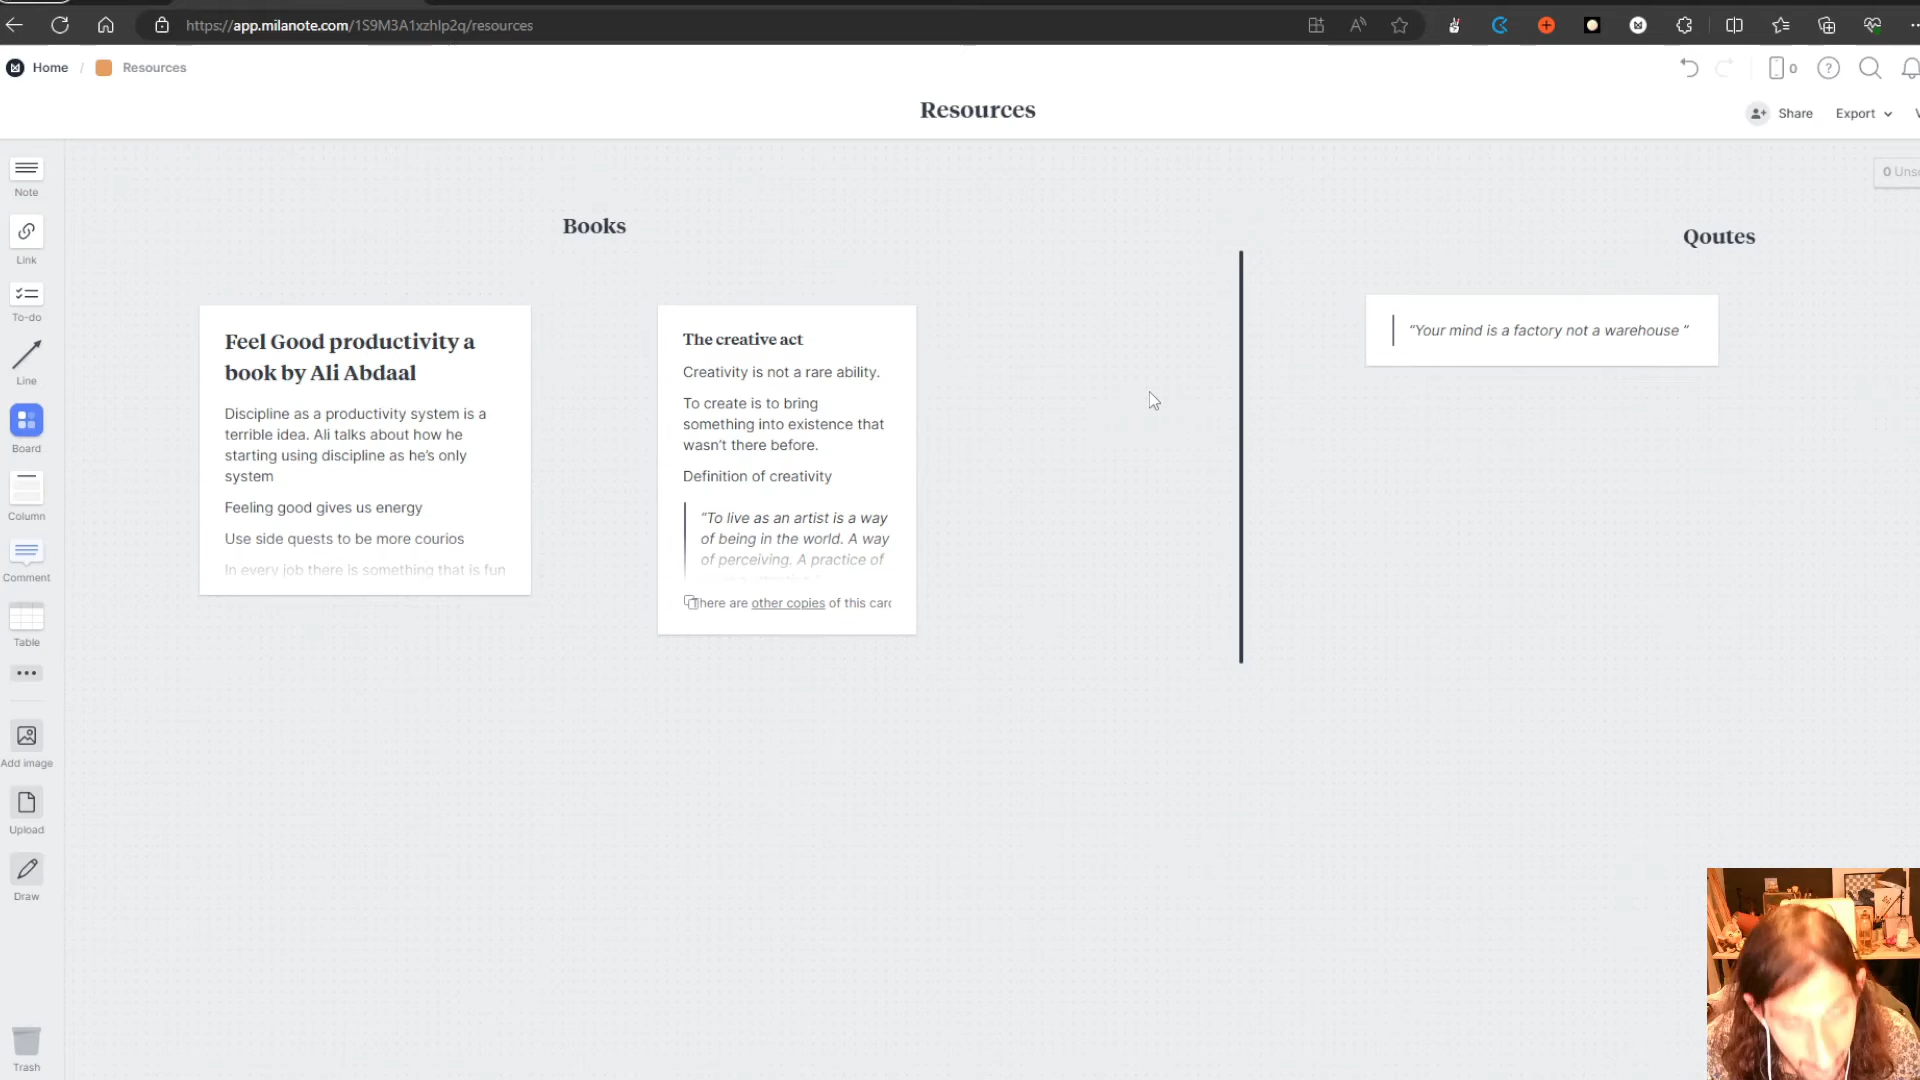 https://app.milanote.com/1S9M3A1xzhlp2q/resources
Home / Resources
0
Resources
Share
Export
0 Uns
Note
Link
To-do
Line
Board
Column
Comment
Table
Add image
Upload
Draw
Trash
Books
Feel Good productivity a
book by Ali Abdaal
Discipline as a productivity system is a
terrible idea. Ali talks about how he
starting using discipline as he's only
system
Feeling good gives us energy
Use side quests to be more courios
In every job there is something that is fun
The creative act
Creativity is not a rare ability.
To create is to bring
something into existence that
wasn't there before.
Definition of creativity
“To live as an artist is a way
of being in the world. A way
of perceiving. A practice of
here are other copies of this card
Qoutes
“Your mind is a factory not a warehouse ”